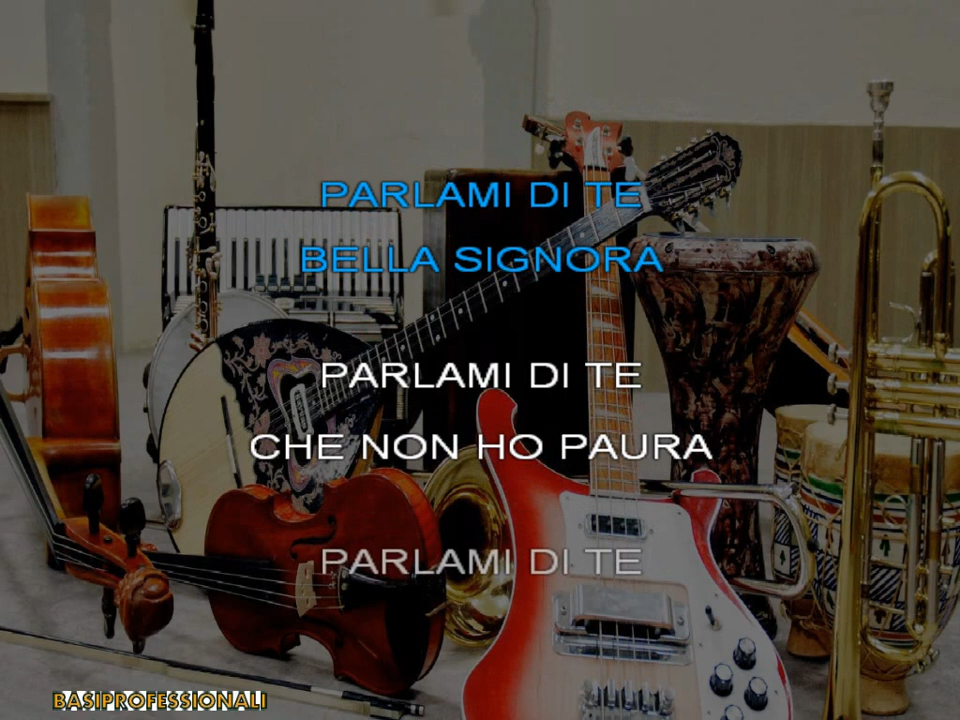 PARLAMI DI TE
BELLA SIGNORA
PARLAMI DI TE
CHE NON HO PAURA
PARLAMI DI TE
BASIPROFESSIONALI